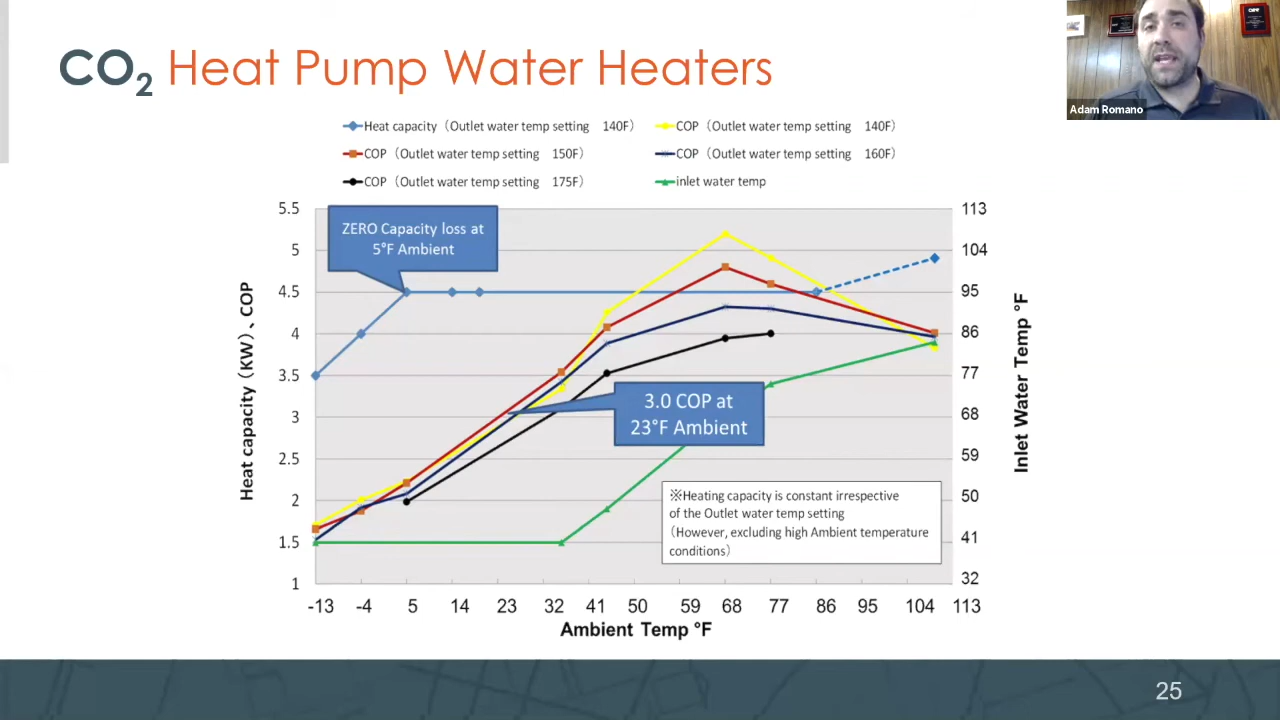 CO2 Heat Pump Water Heaters
Adam Romano
Heat capacity（Outlet water temp setting 140F） COP（Outlet water temp setting 140F）
COP（Outlet water temp setting 150F） COP（Outlet water temp setting 160F）
COP（Outlet water temp setting 175F） inlet water temp
5.5
5
4.5
4
3.5
3
2.5
2
1.5
1
Heat capacity（KW）、COP
ZERO Capacity loss at
5°F Ambient
3.0 COP at
23°F Ambient
※Heating capacity is constant irrespective
of the Outlet water temp setting
（However, excluding high Ambient temperature
conditions）
113
104
95
86
77
68
59
50
41
32
Inlet Water Temp °F
-13 -4 5 14 23 32 41 50 59 68 77 86 95 104 113
Ambient Temp °F
25